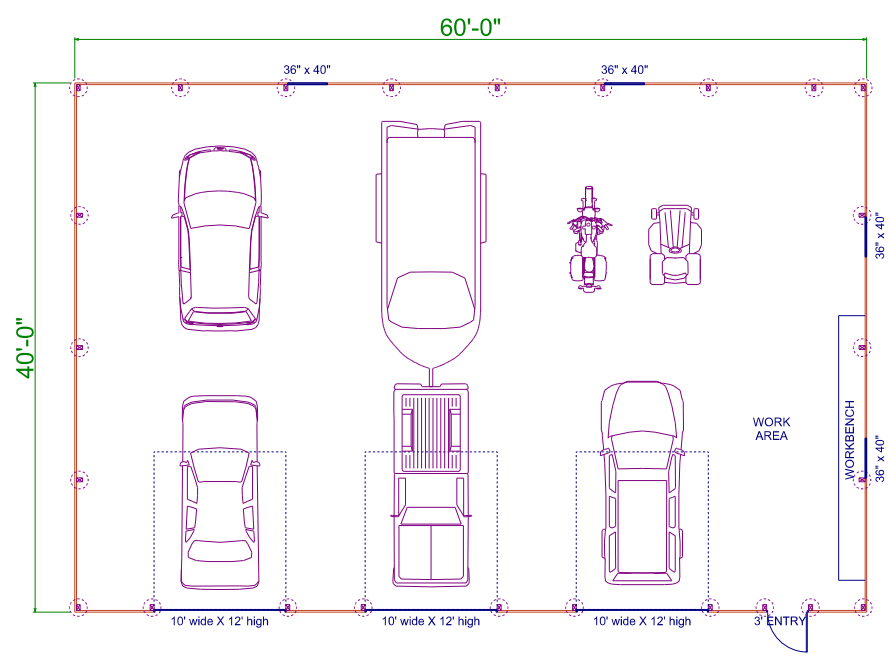 60'-0"
36" x 40"
36" x 40"
36" x 40"
40'-0"
WORK
AREA
WORKBENCH
36" x 40"
10' wide X 12' high
10' wide X 12' high
10' wide X 12' high
3' ENTRY